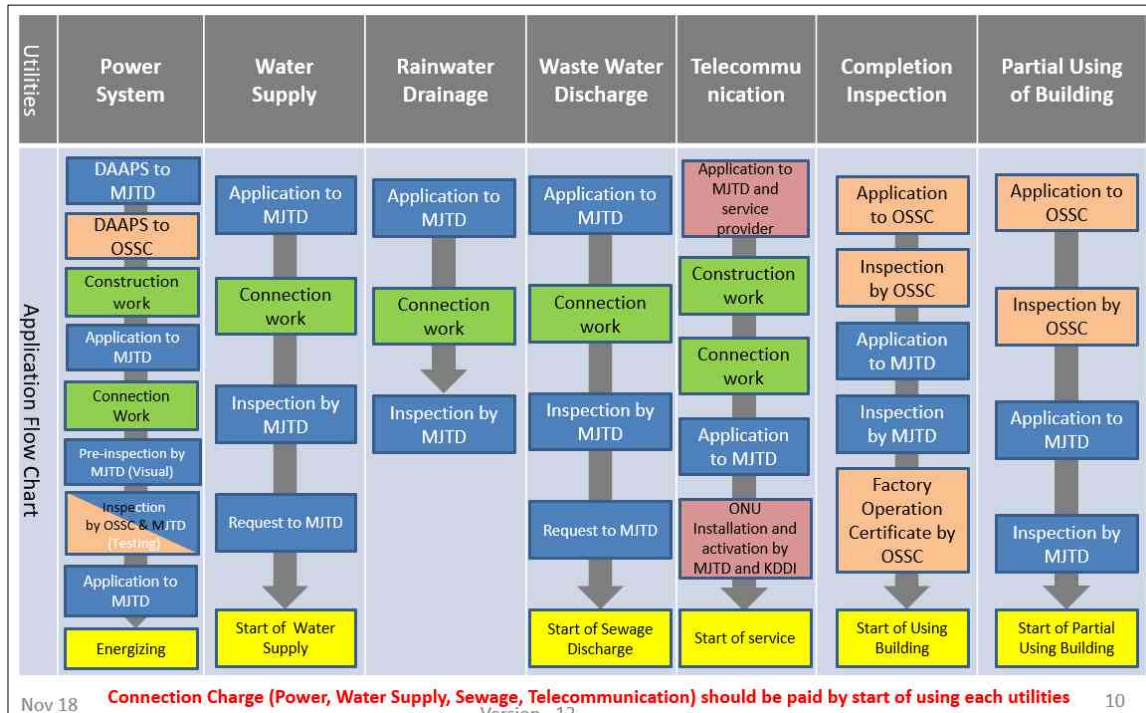 Utilities
Power
System
Water
Supply
Rainwater
Drainage
Waste Water
Discharge
Telecommu
nication
Completion
Inspection
Partial Using
of Building
Application Flow Chart
DAAPS to
MJTD
DAAPS to
OSSC
Construction
work
Application to
MJTD
Connection
Work
Pre-inspection by
MJTD (Visual)
Inspection
by OSSC & MJTD
(Testing)
Application to
MJTD
Energizing
Application to
MJTD
Connection
work
Inspection by
MJTD
Request to MJTD
Start of Water
Supply
Application to
MJTD
Connection
work
Inspection by
MJTD
Application to
MJTD
Connection
work
Inspection by
MJTD
Request to MJTD
Start of Sewage
Discharge
Application to
MJTD and
service
provider
Construction
work
Connection
work
Application
to MJTD
ONU
Installation and
activation by
MJTD and KDDI
Start of service
Application
to OSSC
Inspection
by OSSC
Application
to MJTD
Inspection
by MJTD
Factory
Operation
Certificate by
OSSC
Start of Using
Building
Application to
OSSC
Inspection by
OSSC
Application to
MJTD
Inspection by
MJTD
Start of Partial
Using Building
Connection Charge (Power, Water Supply, Sewage, Telecommunication) should be paid by start of using each utilities
Nov 18
Version - 12
10